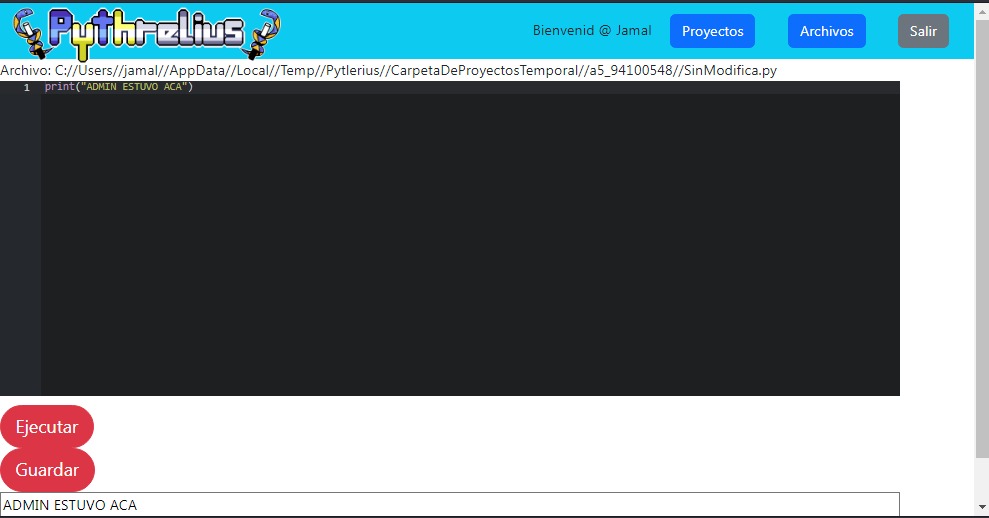 Pythrelius
Bienvenid @ Jamal
Proyectos
Archivos
Salir
Archivo: C://Users//jamal//AppData//Local//Temp//Pytlerius//CarpetaDeProyectosTemporal//a5_94100548//SinModifica.py
1 print("ADMIN ESTUVO ACA")
Ejecutar
Guardar
ADMIN ESTUVO ACA